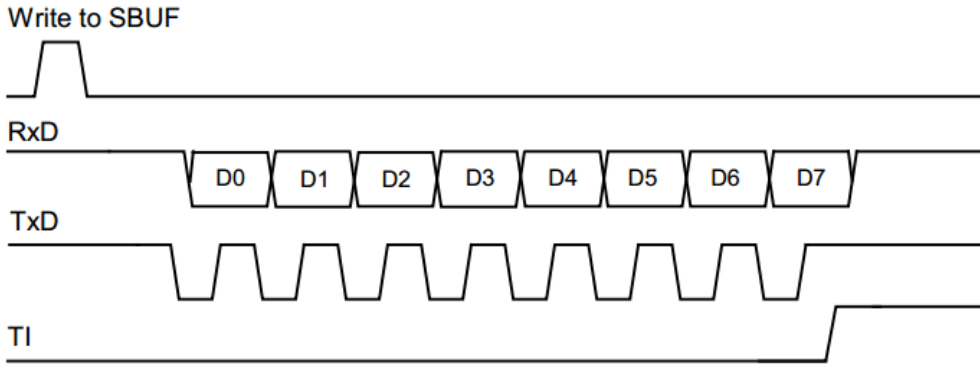 Write to SBUF
RxD
D0 D1 D2 D3 D4 D5 D6 D7
TxD
TI